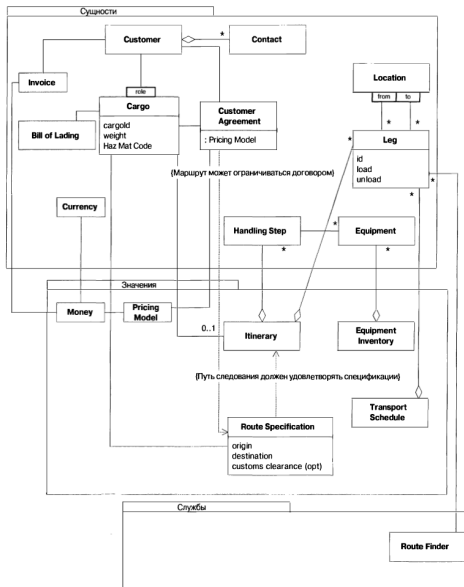 Сущности
Customer
*
Contact
Invoice
Location
role
from
to
Cargo
cargoId
weight
Haz Mat Code
Customer
Agreement
: Pricing Model
Bill of Lading
*
*
*
Leg
id
load
unload
*
*
{Маршрут может ограничиваться договором}
Currency
Handling Step
*
Equipment
*
*
Значения
Money
Pricing
Model
0..1
Itinerary
Equipment
Inventory
{Путь следования должен удовлетворять спецификации}
Transport
Schedule
Route Specification
origin
destination
customs clearance (opt)
Службы
Route Finder